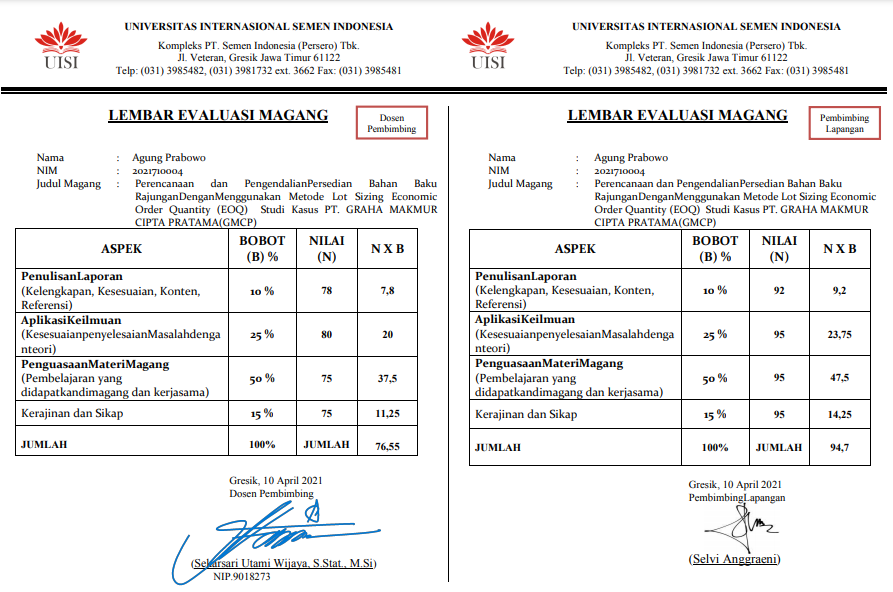 UISI
UNIVERSITAS INTERNASIONAL SEMEN INDONESIA
Kompleks PT. Semen Indonesia (Persero) Tbk.
Jl. Veteran, Gresik Jawa Timur 61122
Telp: (031) 3985482, (031) 3981732 ext. 3662 Fax: (031) 3985481
LEMBAR EVALUASI MAGANG
Dosen
Pembimbing
Nama : Agung Prabowo
NIM : 2021710004
Judul Magang : Perencanaan dan PengendalianPersedian Bahan Baku
RajunganDenganMenggunakan Metode Lot Sizing Economic
Order Quantity (EOQ) Studi Kasus PT. GRAHA MAKMUR
CIPTA PRATAMA(GMCP)
ASPEK BOBOT (B) % NILAI (N) N X B
PenulisanLaporan
(Kelengkapan, Kesesuaian, Konten,
Referensi) 10 % 78 7,8
AplikasiKeilmuan
(KesesuaianpenyelesaianMasalahdenga
nteori) 25 % 80 20
PenguasaanMateriMagang
(Pembelajaran yang
didapatkandimagang dan kerjasama) 50 % 75 37,5
Kerajinan dan Sikap 15 % 75 11,25
JUMLAH 100% JUMLAH 76,55
Gresik, 10 April 2021
Dosen Pembimbing
(Sekarsari Utami Wijaya, S.Stat., M.Si)
NIP.9018273
UISI
UNIVERSITAS INTERNASIONAL SEMEN INDONESIA
Kompleks PT. Semen Indonesia (Persero) Tbk.
Jl. Veteran, Gresik Jawa Timur 61122
Telp: (031) 3985482, (031) 3981732 ext. 3662 Fax: (031) 3985481
LEMBAR EVALUASI MAGANG
Pembimbing
Lapangan
Nama : Agung Prabowo
NIM : 2021710004
Judul Magang : Perencanaan dan PengendalianPersedian Bahan Baku
RajunganDenganMenggunakan Metode Lot Sizing Economic
Order Quantity (EOQ) Studi Kasus PT. GRAHA MAKMUR
CIPTA PRATAMA(GMCP)
ASPEK BOBOT (B) % NILAI (N) N X B
PenulisanLaporan
(Kelengkapan, Kesesuaian, Konten,
Referensi) 10 % 92 9,2
AplikasiKeilmuan
(KesesuaianpenyelesaianMasalahdenga
nteori) 25 % 95 23,75
PenguasaanMateriMagang
(Pembelajaran yang
didapatkandimagang dan kerjasama) 50 % 95 47,5
Kerajinan dan Sikap 15 % 95 14,25
JUMLAH 100% JUMLAH 94,7
Gresik, 10 April 2021
PembimbingLapangan
(Selvi Anggraeni)